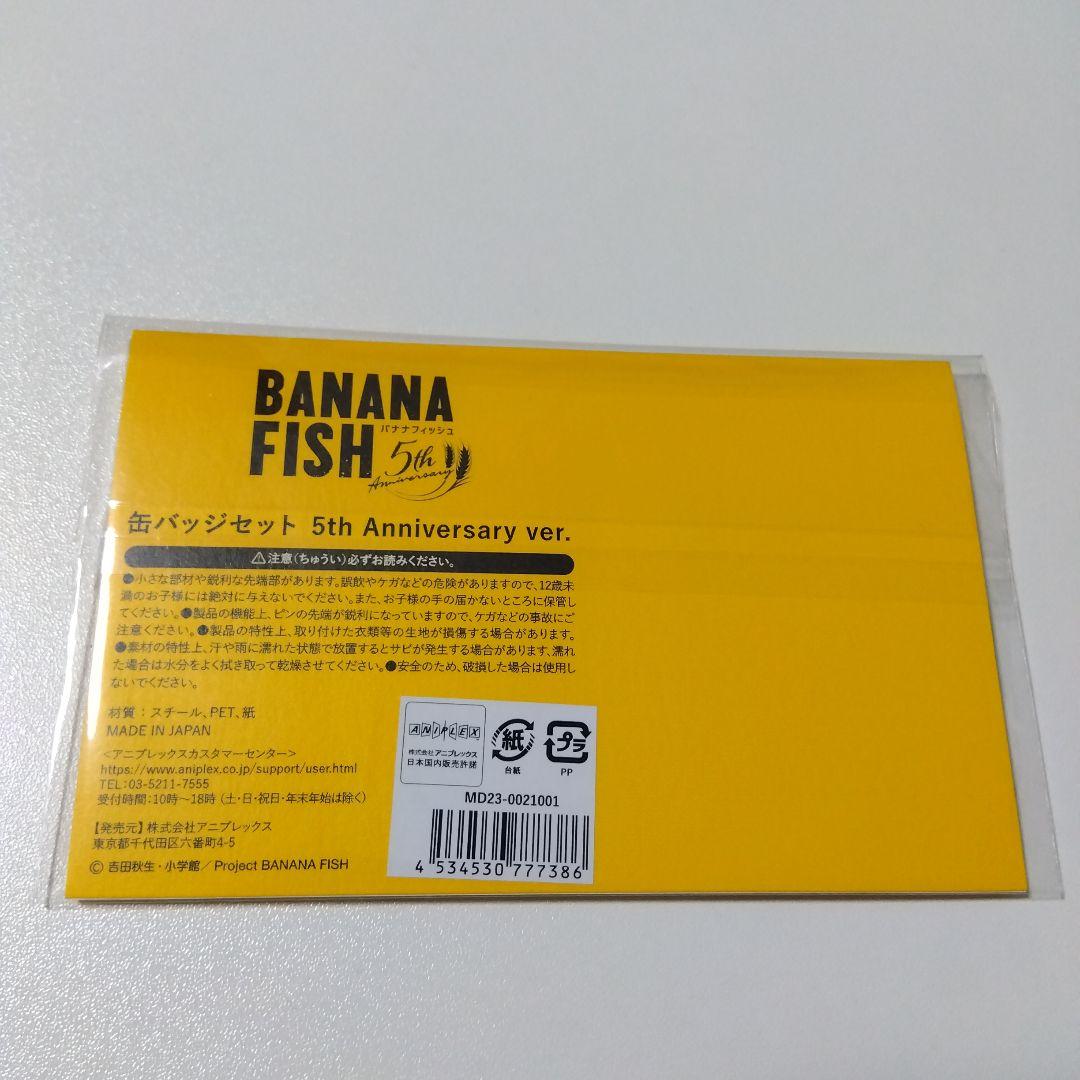 BANANA
FISH
バナナフィッシュ
5th
Anniversary
缶バッジセット 5th Anniversary ver.
⚠注意(ちゅうい)必ずお読みください。
●小さな部材や鋭利な先端部があります。誤飲やケガなどの危険がありますので、12歳未
満のお子様には絶対に与えないでください。また、お子様の手の届かないところに保管し
てください。●製品の機能上、ピンの先端が鋭利になっていますので、ケガなどの事故にご
注意ください。●製品の特性上、取り付けた衣類等の生地が損傷する場合があります。
●素材の特性上、汗や雨に濡れた状態で放置するとサビが発生する場合があります、濡れ
た場合は水分をよく拭き取って乾燥させてください。●安全のため、破損した場合は使用し
ないでください。
材質：スチール、PET、紙
MADE IN JAPAN
＜アニプレックスカスタマーセンター＞
https://www.aniplex.co.jp/support/user.html
TEL：03-5211-7555
受付時間：10時～18時（土・日・祝日・年末年始は除く）
【発売元】株式会社アニプレックス
東京都千代田区六番町4-5
© 吉田秋生・小学館／Project BANANA FISH
ANIPLEX
株式会社アニプレックス
日本国内販売許諾
紙
台紙
プラ
PP
MD23-0021001
4 534530 777386